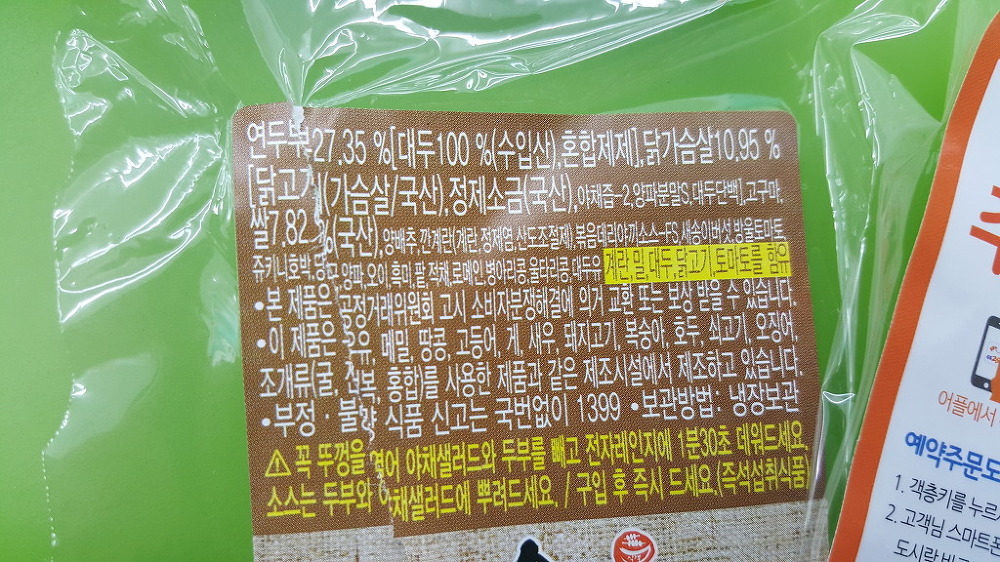 연두부27.35 %[대두100 %(수입산),혼합제제],닭가슴살10.95 %
[닭고기(가슴살/국산),정제소금(국산),야채즙-2,양파분말S,대두단백],고구마,
쌀7.82 %(국산),양배추,깐계란(계란,정제염,산도조절제),볶음데리야끼소스-FS,새송이버섯,방울토마토,
쥬키니호박,당근,양파,오이,흑미,팥,적채,로메인,병아리콩,울타리콩,대두유 계란,밀,대두,닭고기,토마토를 함유
•본 제품은 공정거래위원회 고시 소비자분쟁해결에 의거 교환 또는 보상 받을 수 있습니다.
•이 제품은 우유, 메밀, 땅콩, 고등어, 게, 새우, 돼지고기, 복숭아, 호두, 쇠고기, 오징어,
조개류(굴, 전복, 홍합)를 사용한 제품과 같은 제조시설에서 제조하고 있습니다.
•부정 · 불량 식품 신고는 국번없이 1399 •보관방법 : 냉장보관
⚠ 꼭 뚜껑을 열어 야채샐러드와 두부를 빼고 전자레인지에 1분30초 데워드세요.
소스는 두부와 야채샐러드에 뿌려드세요. / 구입 후 즉시 드세요.(즉석섭취식품)
어플에서
예약주문도
1. 객층키를 누르
2. 고객님 스마트폰
도시락